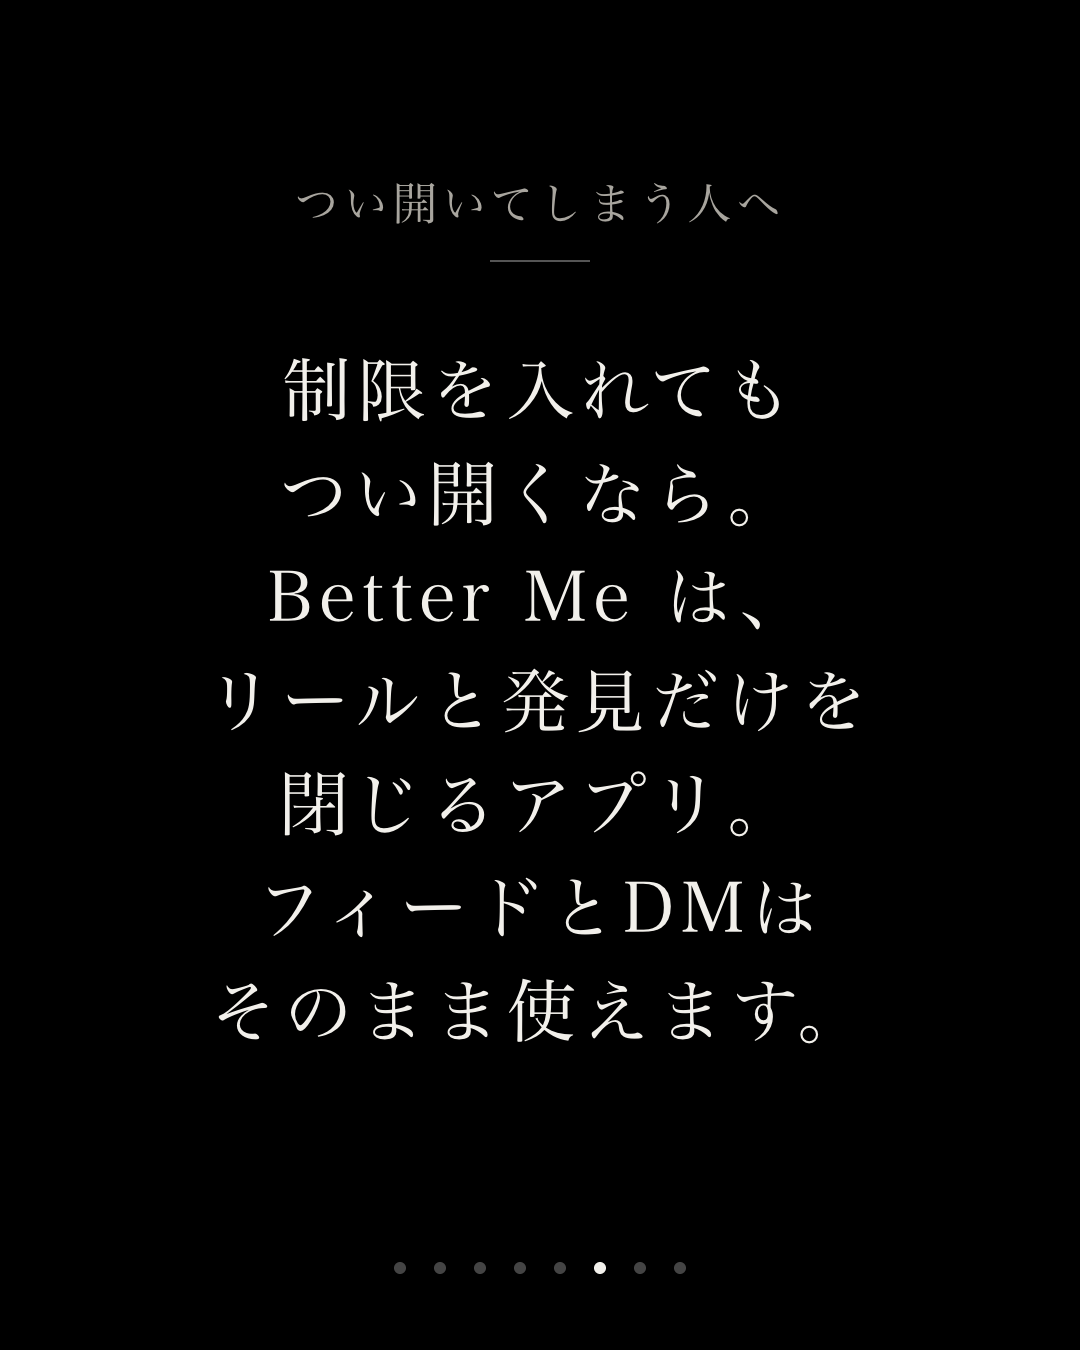 つい開いてしまう人へ
制限を入れても
つい開くなら。
Better Me は、
リールと発見だけを
閉じるアプリ。
フィードとDMは
そのまま使えます。